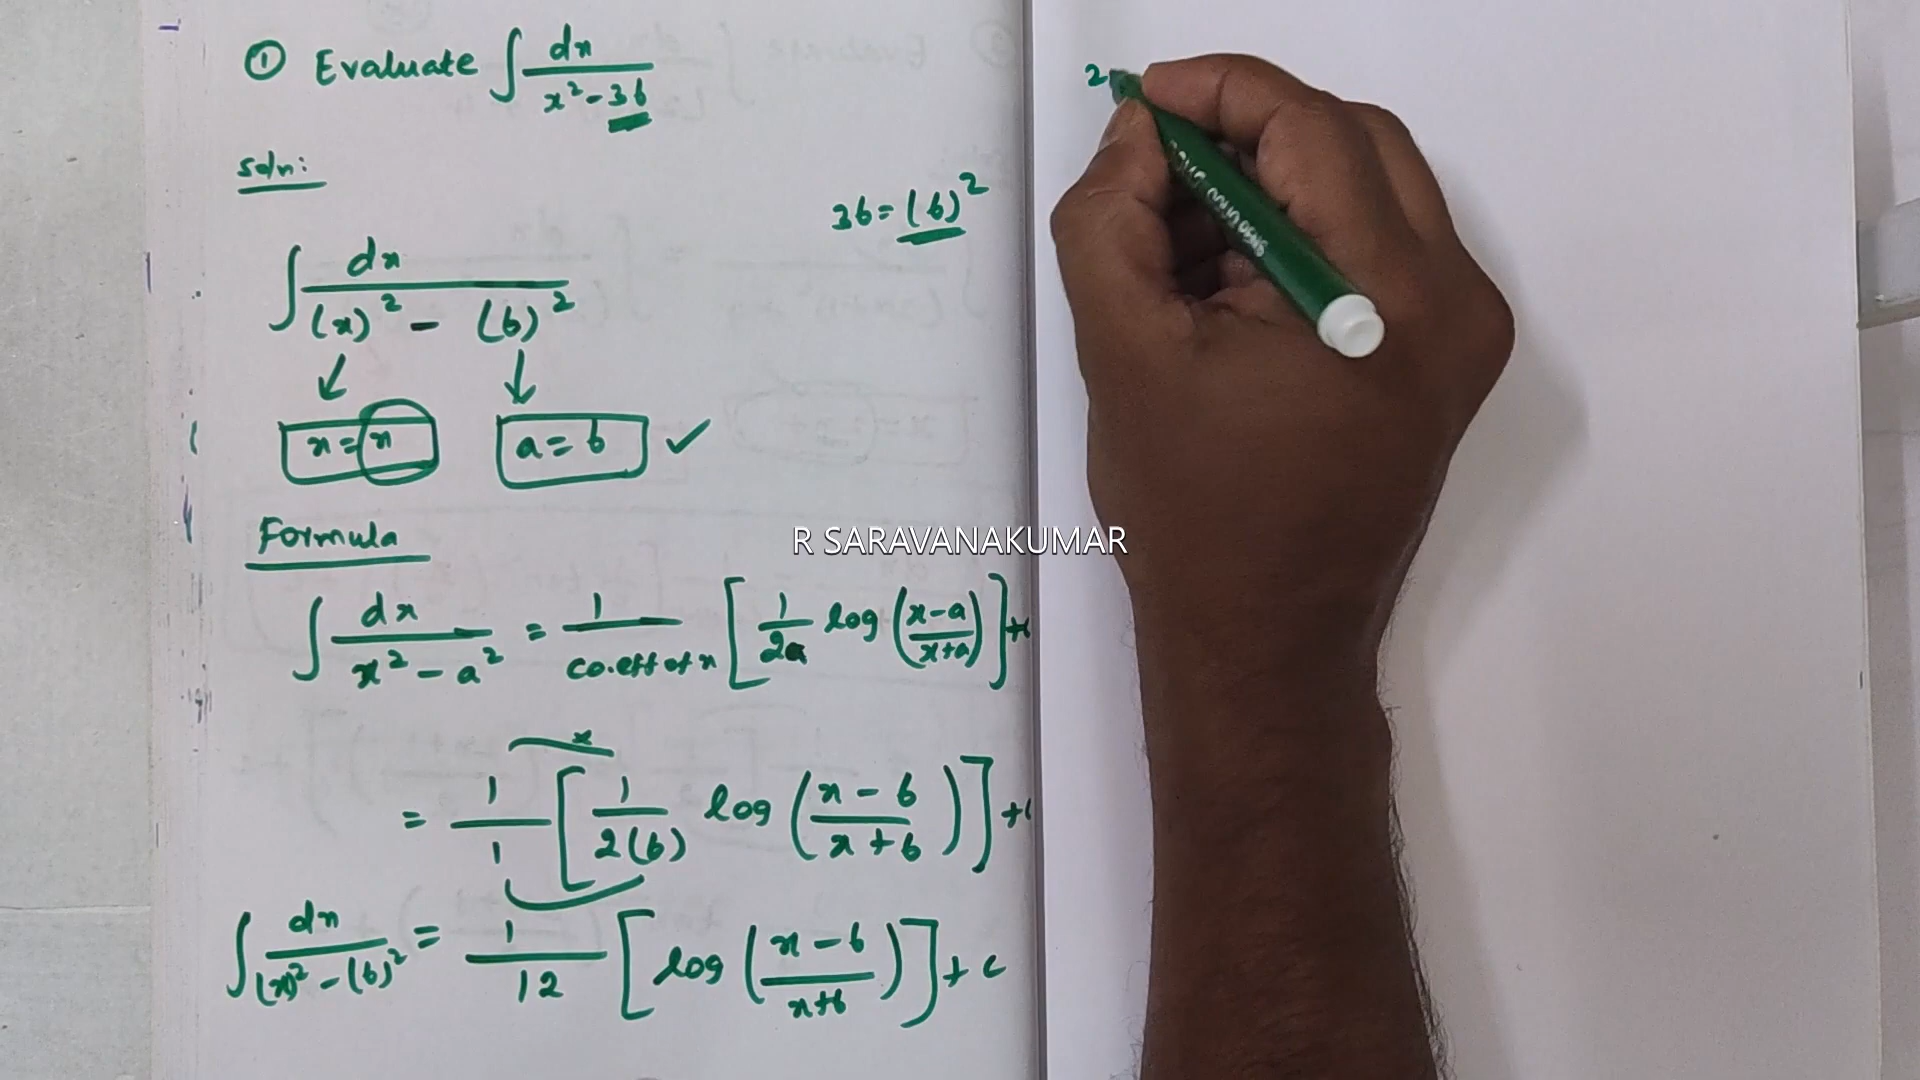 ① Evaluate ∫ dx / x² - 36
Soln:
36 = (6)²
∫ dx / (x)² - (6)²
x = x   a = 6 ✓
Formula
∫ dx / x² - a² = 1 / co.eff of x [ 1/2a log ( x-a / x+a ) ] + c
= 1/1 [ 1/2(6) log ( x - 6 / x + 6 ) ] + c
∫ dx / (x)² - (6)² = 1/12 [ log ( x - 6 / x+6 ) ] + c
2
R SARAVANAKUMAR